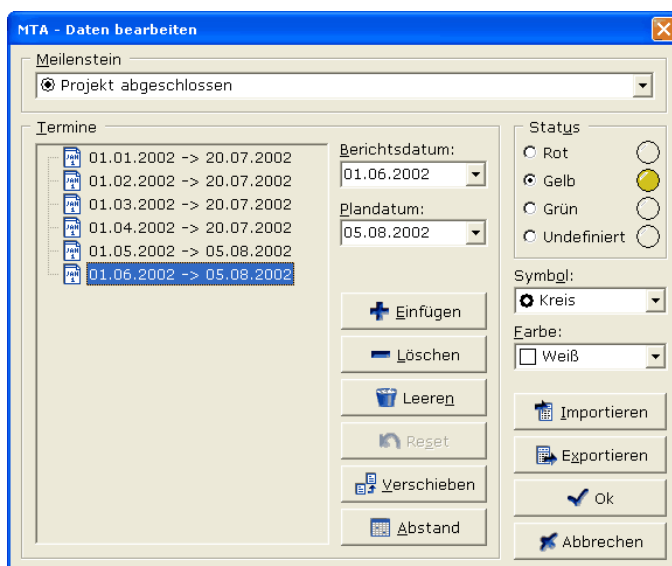 MTA - Daten bearbeiten
Meilenstein
Projekt abgeschlossen
Termine
01.01.2002 -> 20.07.2002
01.02.2002 -> 20.07.2002
01.03.2002 -> 20.07.2002
01.04.2002 -> 20.07.2002
01.05.2002 -> 05.08.2002
01.06.2002 -> 05.08.2002
Berichtsdatum:
01.06.2002
Plandatum:
05.08.2002
Einfügen
Löschen
Leeren
Reset
Verschieben
Abstand
Status
Rot
Gelb
Grün
Undefiniert
Symbol:
Kreis
Farbe:
Weiß
Importieren
Exportieren
Ok
Abbrechen